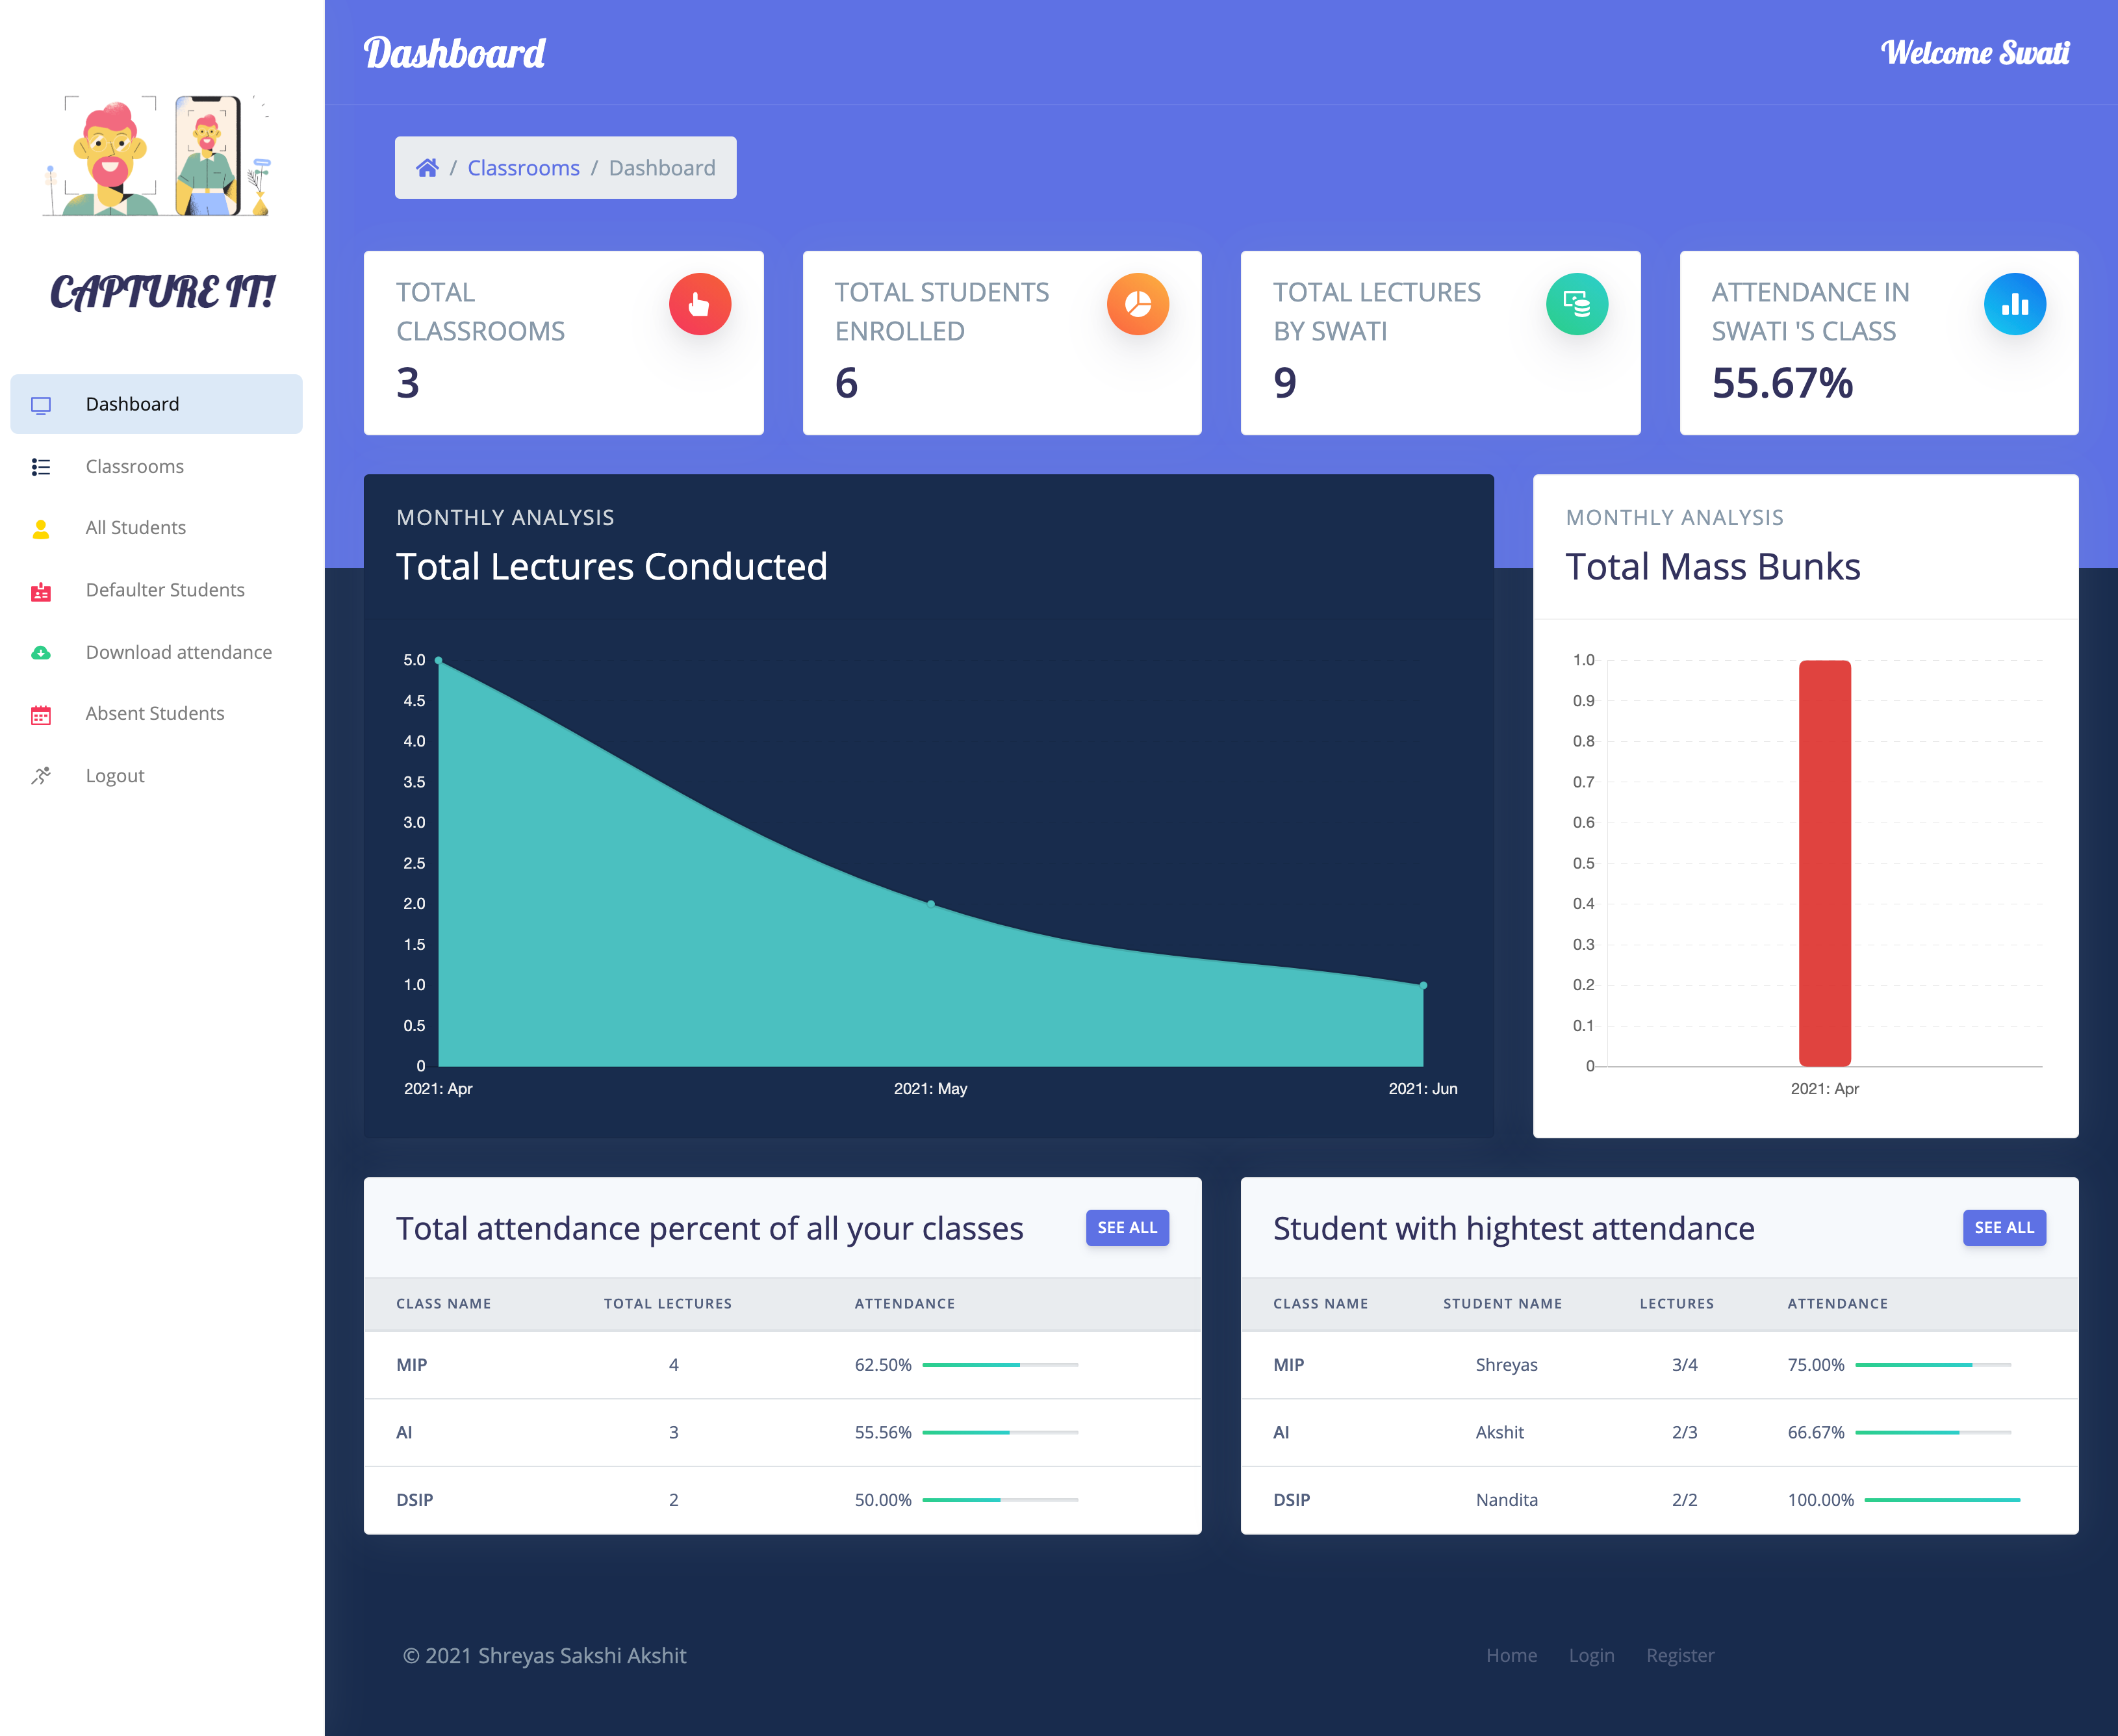 Dashboard
Welcome Swati
/ Classrooms / Dashboard
CAPTURE IT!
Dashboard
Classrooms
All Students
Defaulter Students
Download attendance
Absent Students
Logout
TOTAL
CLASSROOMS
3
TOTAL STUDENTS
ENROLLED
6
TOTAL LECTURES
BY SWATI
9
ATTENDANCE IN
SWATI 'S CLASS
55.67%
MONTHLY ANALYSIS
Total Lectures Conducted
5.0
4.5
4.0
3.5
3.0
2.5
2.0
1.5
1.0
0.5
0
2021: Apr 2021: May 2021: Jun
MONTHLY ANALYSIS
Total Mass Bunks
1.0
0.9
0.8
0.7
0.6
0.5
0.4
0.3
0.2
0.1
0
2021: Apr
Total attendance percent of all your classes SEE ALL
CLASS NAME TOTAL LECTURES ATTENDANCE
MIP 4 62.50%
AI 3 55.56%
DSIP 2 50.00%
Student with hightest attendance SEE ALL
CLASS NAME STUDENT NAME LECTURES ATTENDANCE
MIP Shreyas 3/4 75.00%
AI Akshit 2/3 66.67%
DSIP Nandita 2/2 100.00%
© 2021 Shreyas Sakshi Akshit
Home Login Register